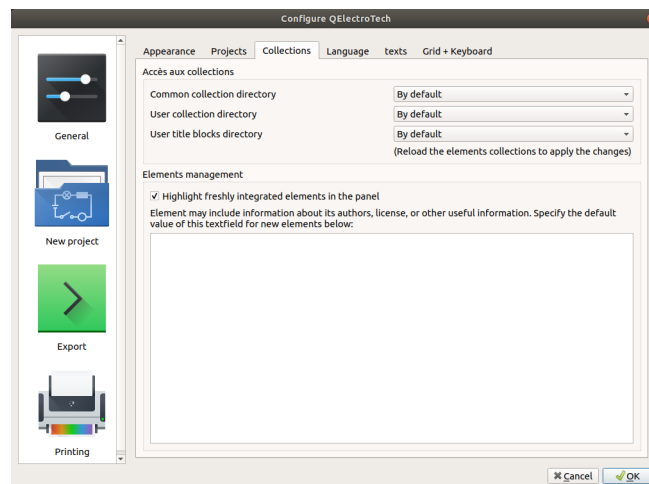 Configure QElectroTech
General
New project
Export
Printing
Appearance Projects Collections Language texts Grid + Keyboard
Accès aux collections
Common collection directory By default
User collection directory By default
User title blocks directory By default
(Reload the elements collections to apply the changes)
Elements management
Highlight freshly integrated elements in the panel
Element may include information about its authors, license, or other useful information. Specify the default
value of this textfield for new elements below:
Cancel OK